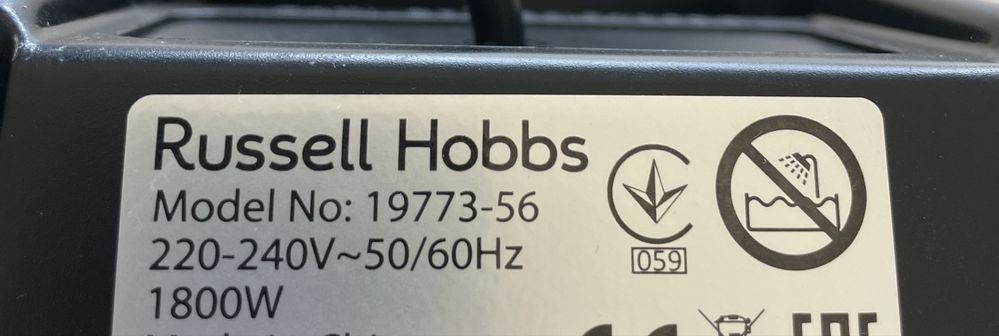 Russell Hobbs
Model No: 19773-56
220-240V~50/60Hz
059
1800W